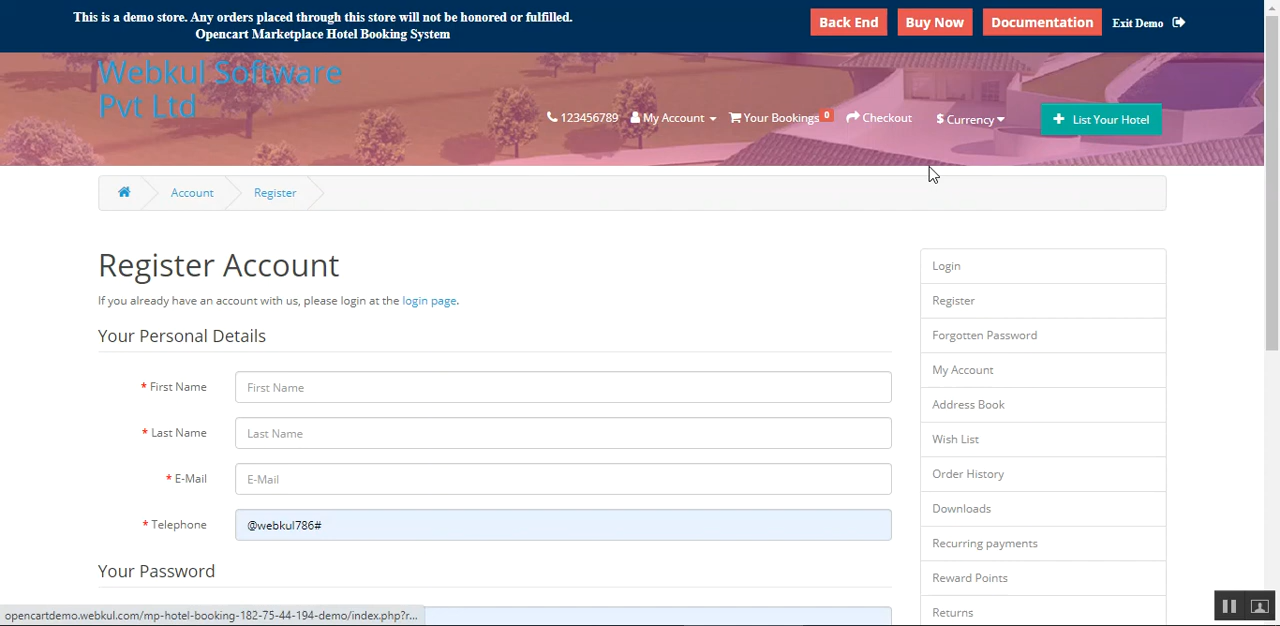 This is a demo store. Any orders placed through this store will not be honored or fulfilled.
Opencart Marketplace Hotel Booking System
Back End
Buy Now
Documentation
Exit Demo
Webkul Software
Pvt Ltd
123456789
My Account
Your Bookings 0
Checkout
$ Currency
+ List Your Hotel
Account
Register
Register Account
If you already have an account with us, please login at the login page.
Your Personal Details
* First Name
First Name
* Last Name
Last Name
* E-Mail
E-Mail
* Telephone
@webkul786#
Your Password
Login
Register
Forgotten Password
My Account
Address Book
Wish List
Order History
Downloads
Recurring payments
Reward Points
Returns
opencartdemo.webkul.com/mp-hotel-booking-182-75-44-194-demo/index.php?r...